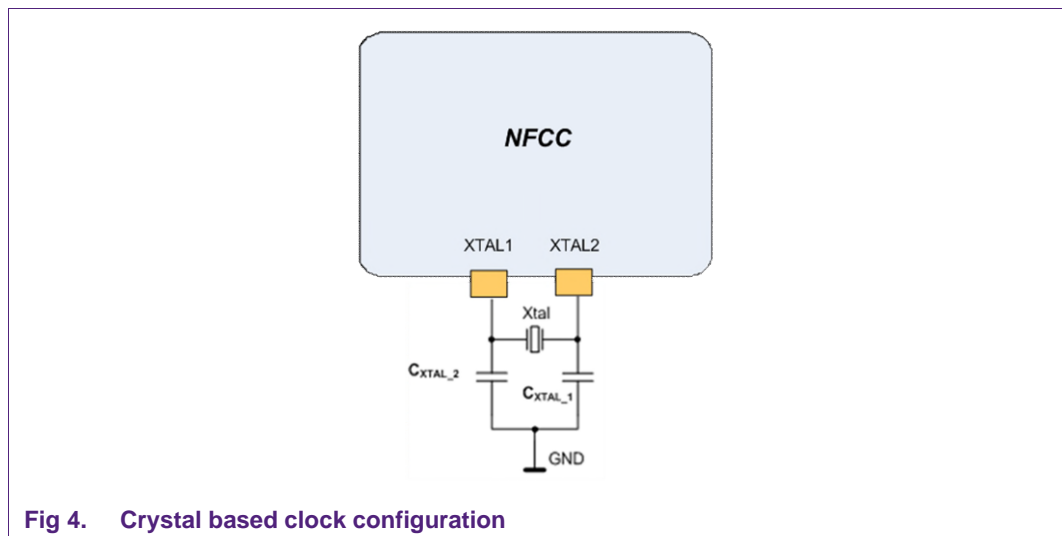 NFCC
XTAL1 XTAL2
Xtal
CXTAL_2
CXTAL_1
GND
Fig 4. Crystal based clock configuration